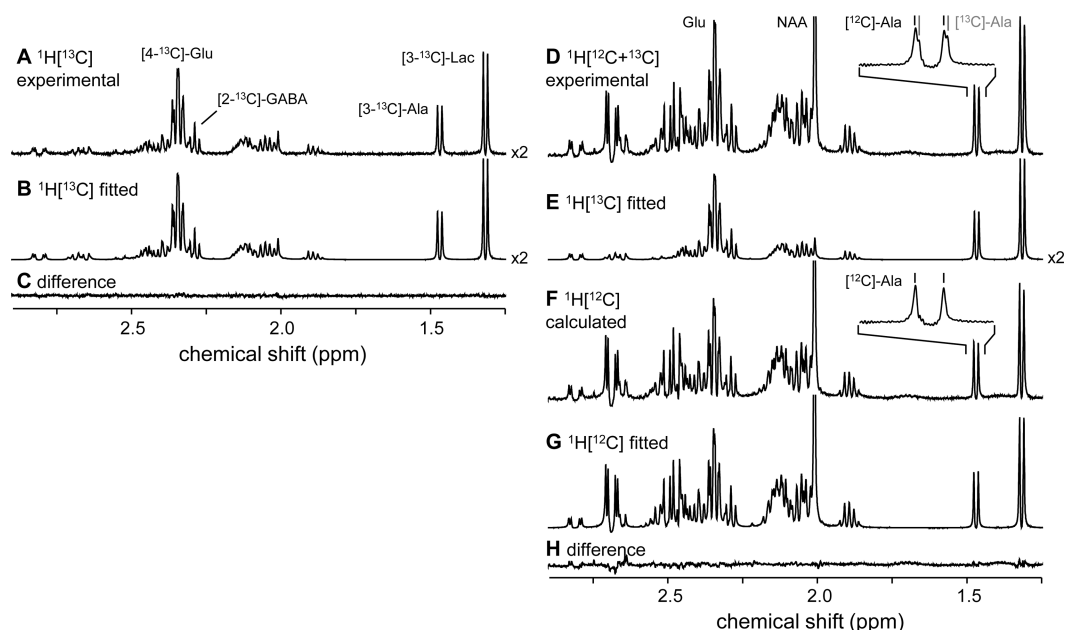 A ¹H[¹³C]
experimental
[4-¹³C]-Glu
[2-¹³C]-GABA
[3-¹³C]-Ala
[3-¹³C]-Lac
x2
B ¹H[¹³C] fitted
x2
C difference
2.5 2.0 1.5
chemical shift (ppm)
Glu NAA [¹²C]-Ala [¹³C]-Ala
D ¹H[¹²C+¹³C]
experimental
E ¹H[¹³C] fitted
x2
F ¹H[¹²C]
calculated
[¹²C]-Ala
G ¹H[¹²C] fitted
H difference
2.5 2.0 1.5
chemical shift (ppm)